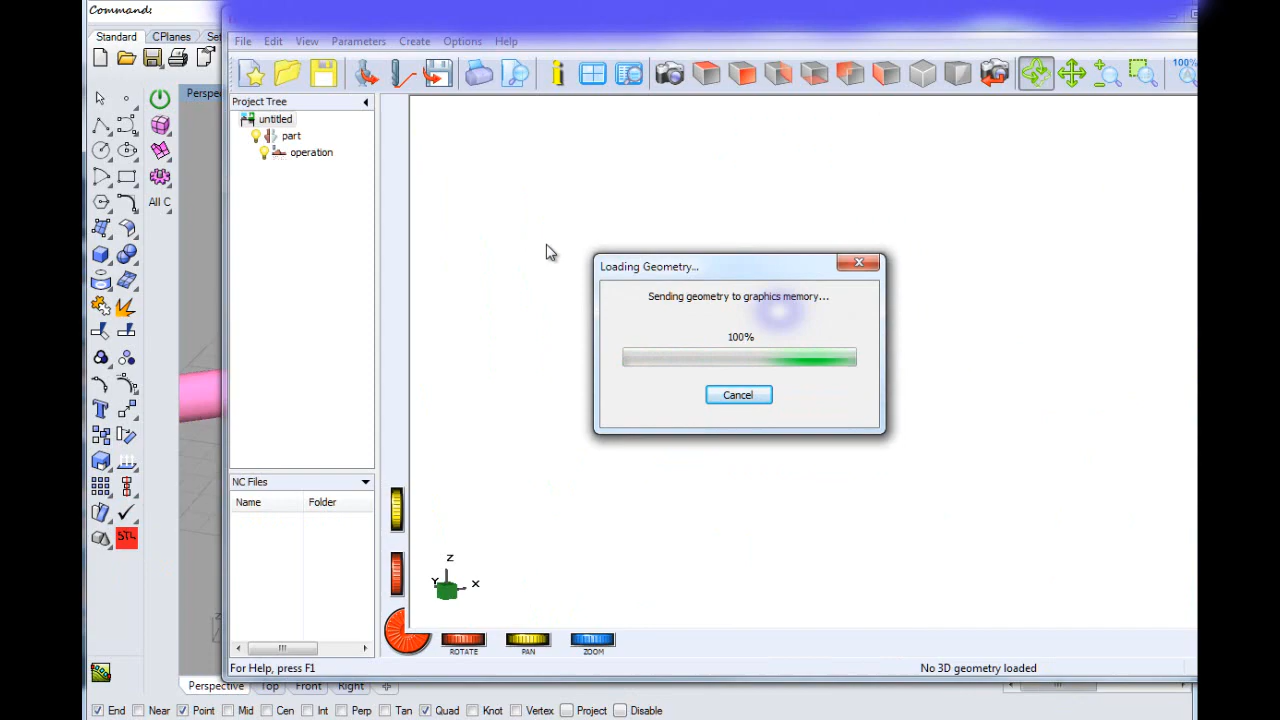 Command:
Standard CPlanes Set
File Edit View Parameters Create Options Help
100%
Perspe
Project Tree
untitled
part
operation
All C
STL
Loading Geometry...
Sending geometry to graphics memory...
100%
Cancel
NC Files
Name Folder
Z
Y X
ROTATE PAN ZOOM
For Help, press F1 No 3D geometry loaded
Perspective Top Front Right
End Near Point Mid Cen Int Perp Tan Quad Knot Vertex Project Disable